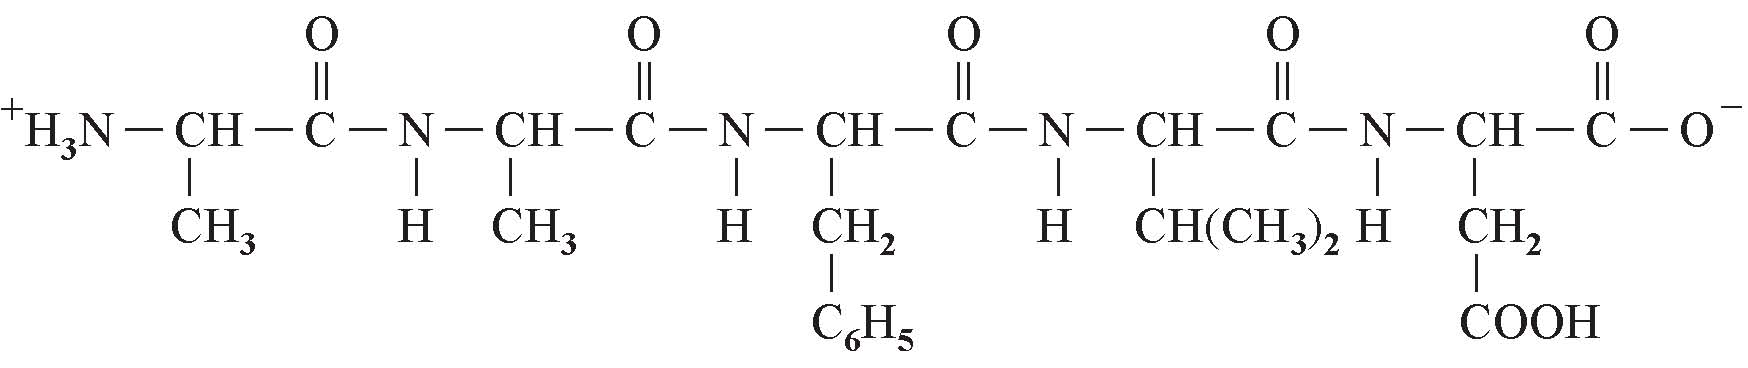 O O O O O
⁺H₃N — CH — C — N — CH — C — N — CH — C — N — CH — C — N — CH — C — O⁻
CH₃ H CH₃ H CH₂ H CH(CH₃)₂ H CH₂
C₆H₅ COOH